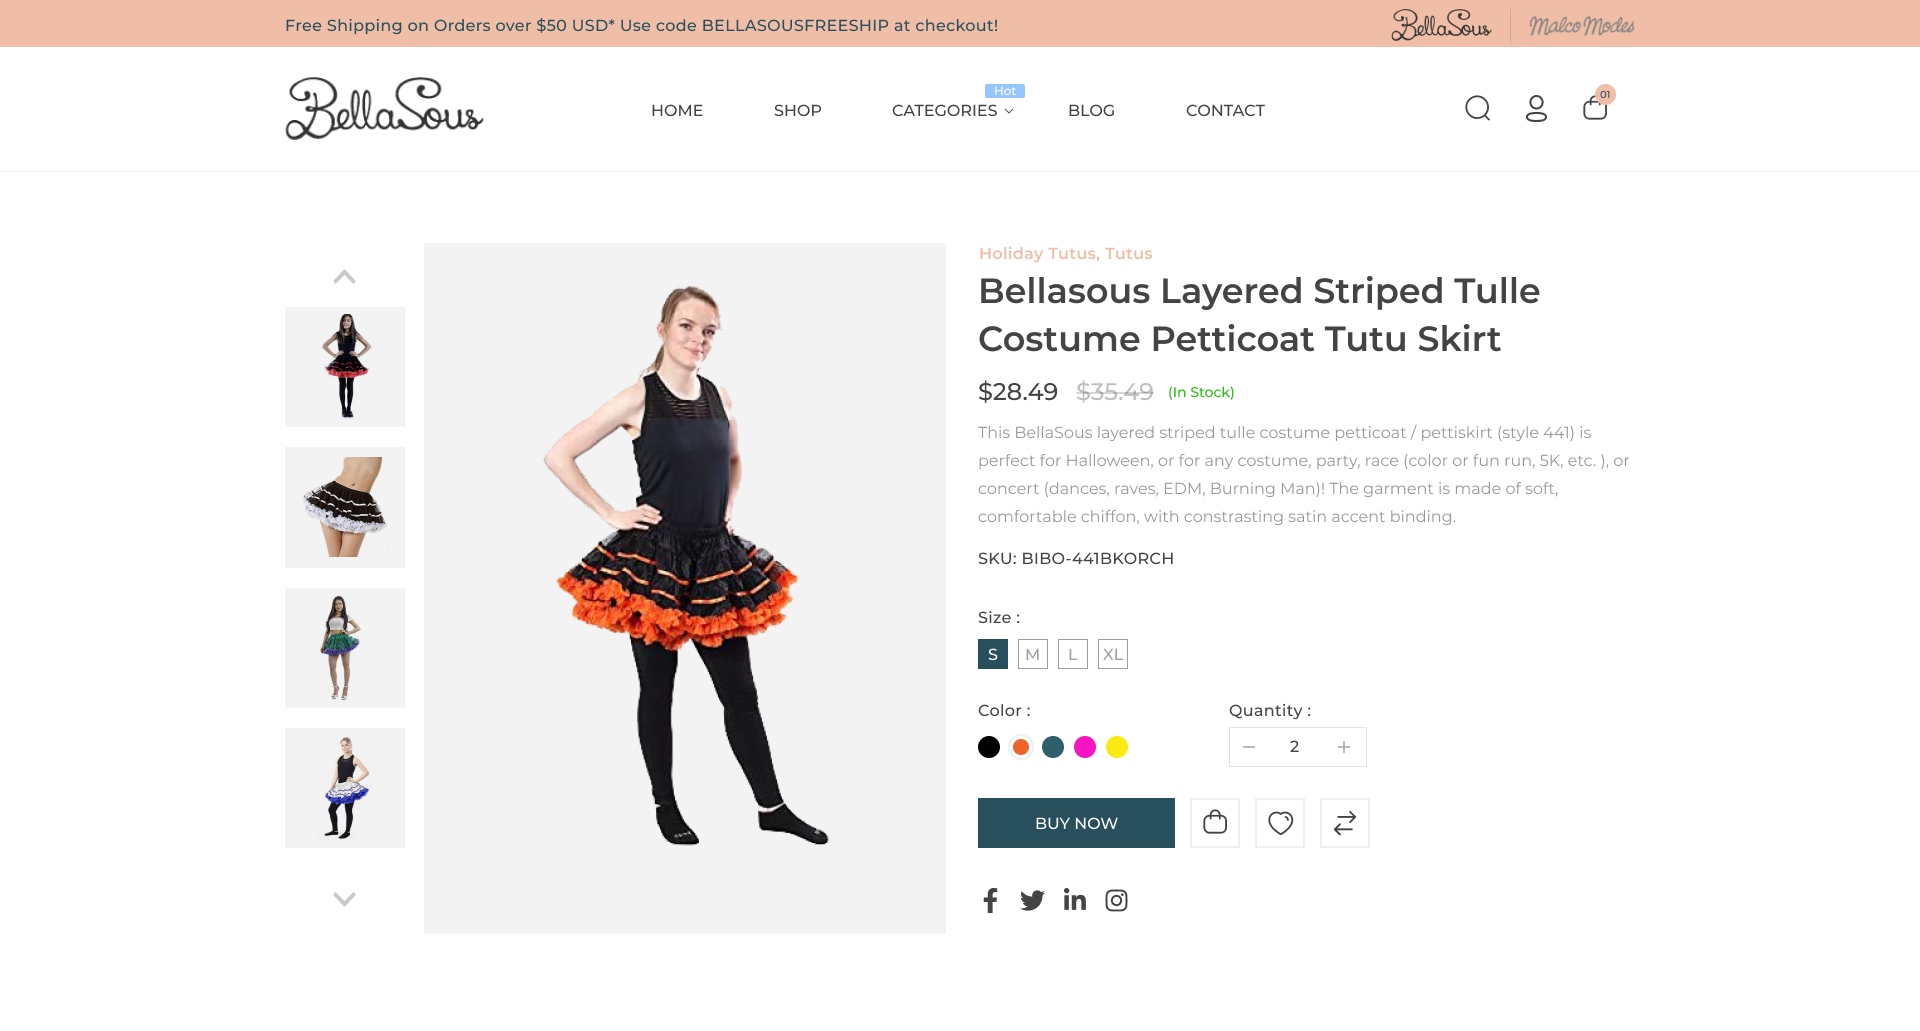 Free Shipping on Orders over $50 USD* Use code BELLASOUSFREESHIP at checkout!
BellaSous
Malco Modes
BellaSous
HOME
SHOP
CATEGORIES
Hot
BLOG
CONTACT
01
Holiday Tutus, Tutus
Bellasous Layered Striped Tulle
Costume Petticoat Tutu Skirt
$28.49 $35.49 (In Stock)
This BellaSous layered striped tulle costume petticoat / pettiskirt (style 441) is
perfect for Halloween, or for any costume, party, race (color or fun run, 5K, etc. ), or
concert (dances, raves, EDM, Burning Man)! The garment is made of soft,
comfortable chiffon, with constrasting satin accent binding.
SKU: BIBO-441BKORCH
Size :
S M L XL
Color :
Quantity :
2
BUY NOW